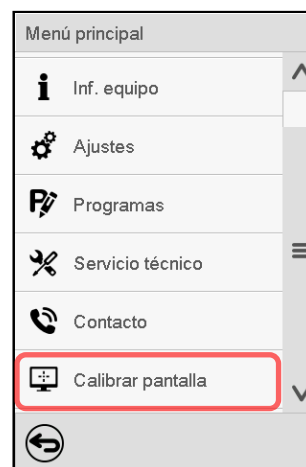 Menú principal
Inf. equipo
Ajustes
Programas
Servicio técnico
Contacto
Calibrar pantalla